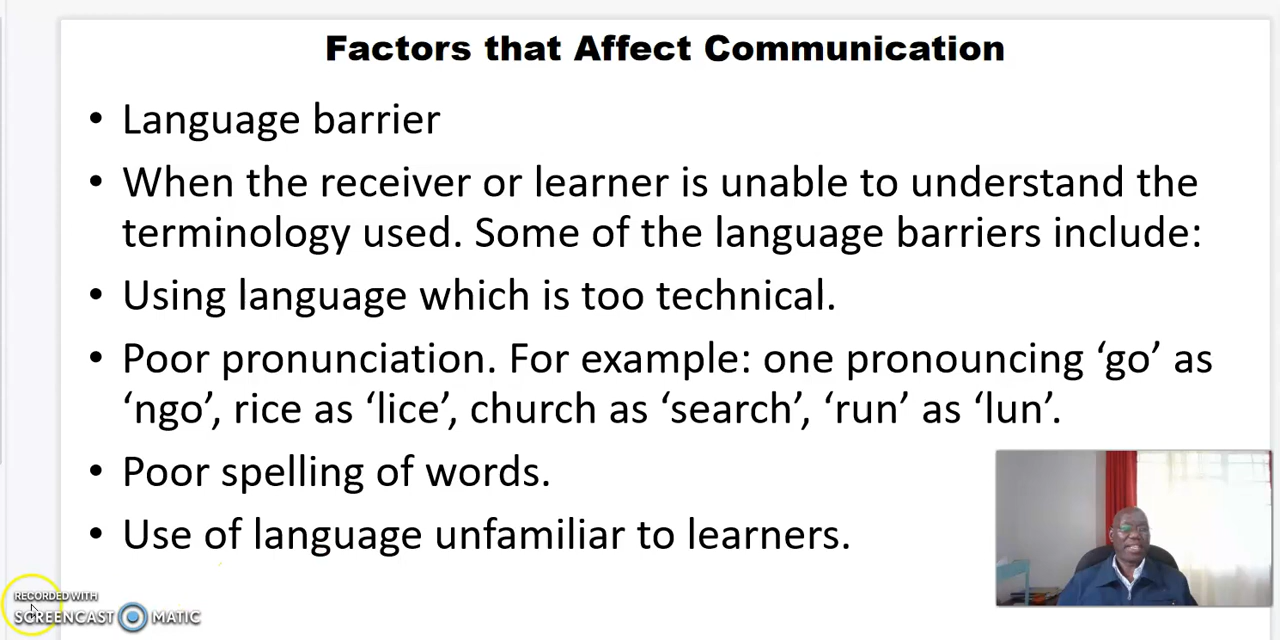 Factors that Affect Communication
• Language barrier
• When the receiver or learner is unable to understand the
terminology used. Some of the language barriers include:
• Using language which is too technical.
• Poor pronunciation. For example: one pronouncing ‘go’ as
‘ngo’, rice as ‘lice’, church as ‘search’, ‘run’ as ‘lun’.
• Poor spelling of words.
• Use of language unfamiliar to learners.
RECORDED WITH
SCREENCAST MATIC